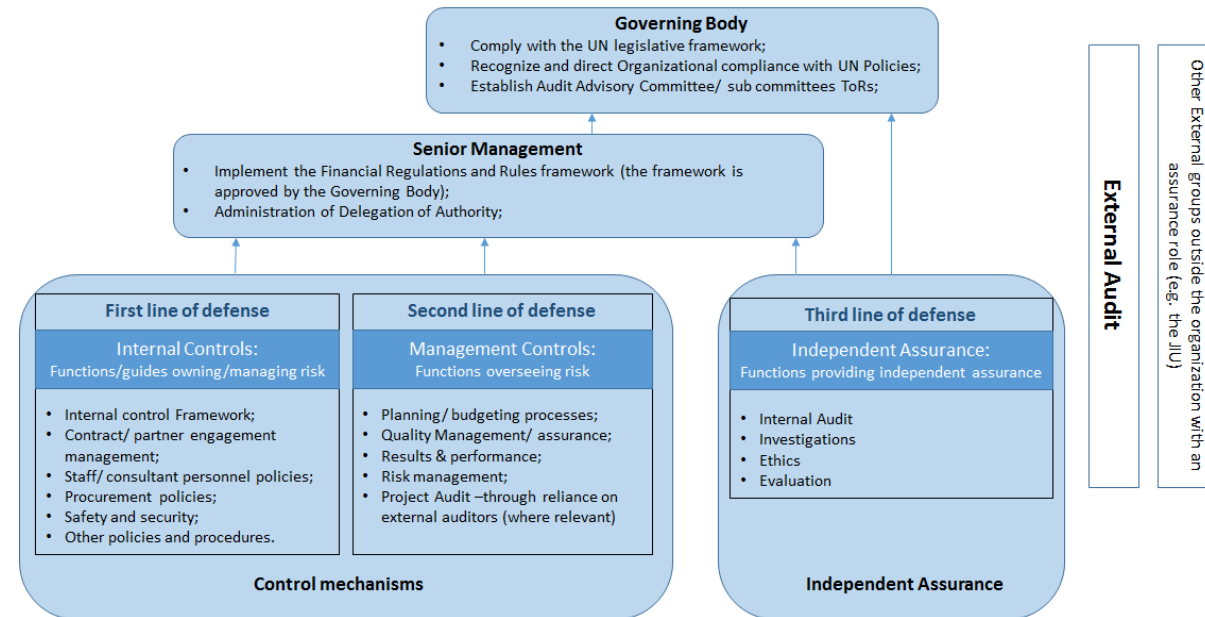 Governing Body
• Comply with the UN legislative framework;
• Recognize and direct Organizational compliance with UN Policies;
• Establish Audit Advisory Committee/ sub committees ToRs;
Senior Management
• Implement the Financial Regulations and Rules framework (the framework is
approved by the Governing Body);
• Administration of Delegation of Authority;
First line of defense
Internal Controls:
Functions/guides owning/managing risk
• Internal control Framework;
• Contract/ partner engagement
management;
• Staff/ consultant personnel policies;
• Procurement policies;
• Safety and security;
• Other policies and procedures.
Second line of defense
Management Controls:
Functions overseeing risk
• Planning/ budgeting processes;
• Quality Management/ assurance;
• Results & performance;
• Risk management;
• Project Audit –through reliance on
external auditors (where relevant)
Control mechanisms
Third line of defense
Independent Assurance:
Functions providing independent assurance
• Internal Audit
• Investigations
• Ethics
• Evaluation
Independent Assurance
External Audit
Other External groups outside the organization with an
assurance role (e.g. the JIU)